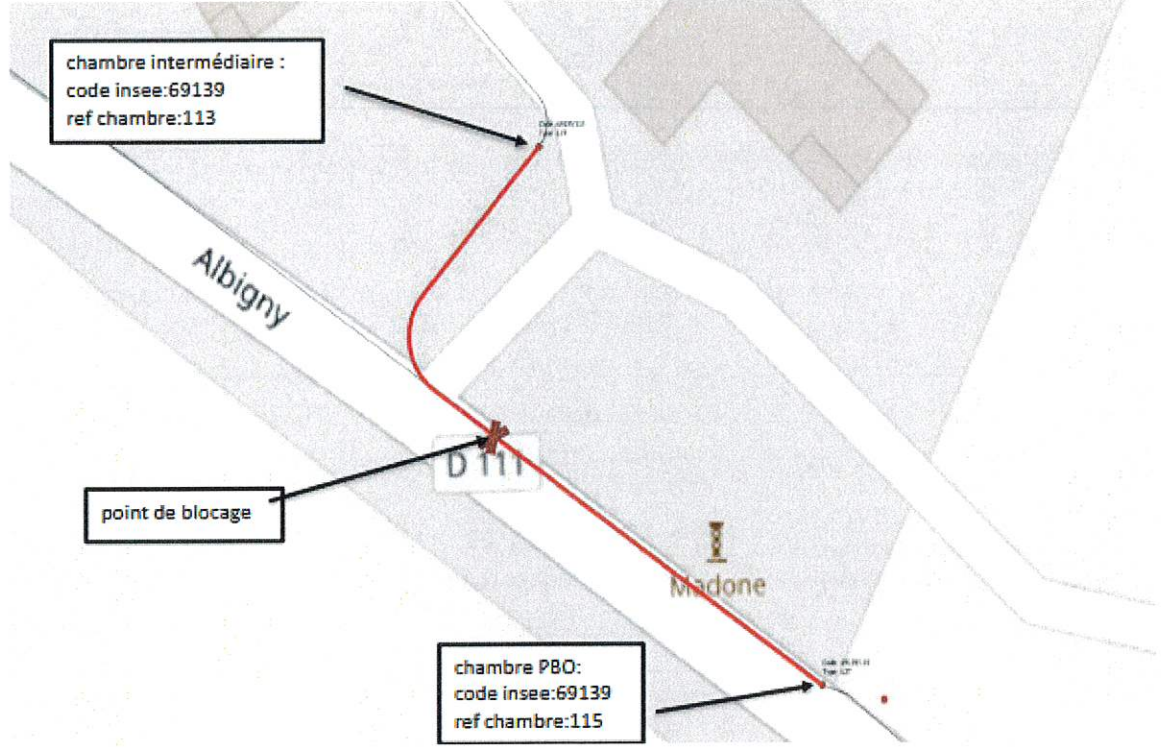 chambre intermédiaire :
code insee:69139
ref chambre:113
Albigny
D 111
point de blocage
Madone
chambre PBO:
code insee:69139
ref chambre:115